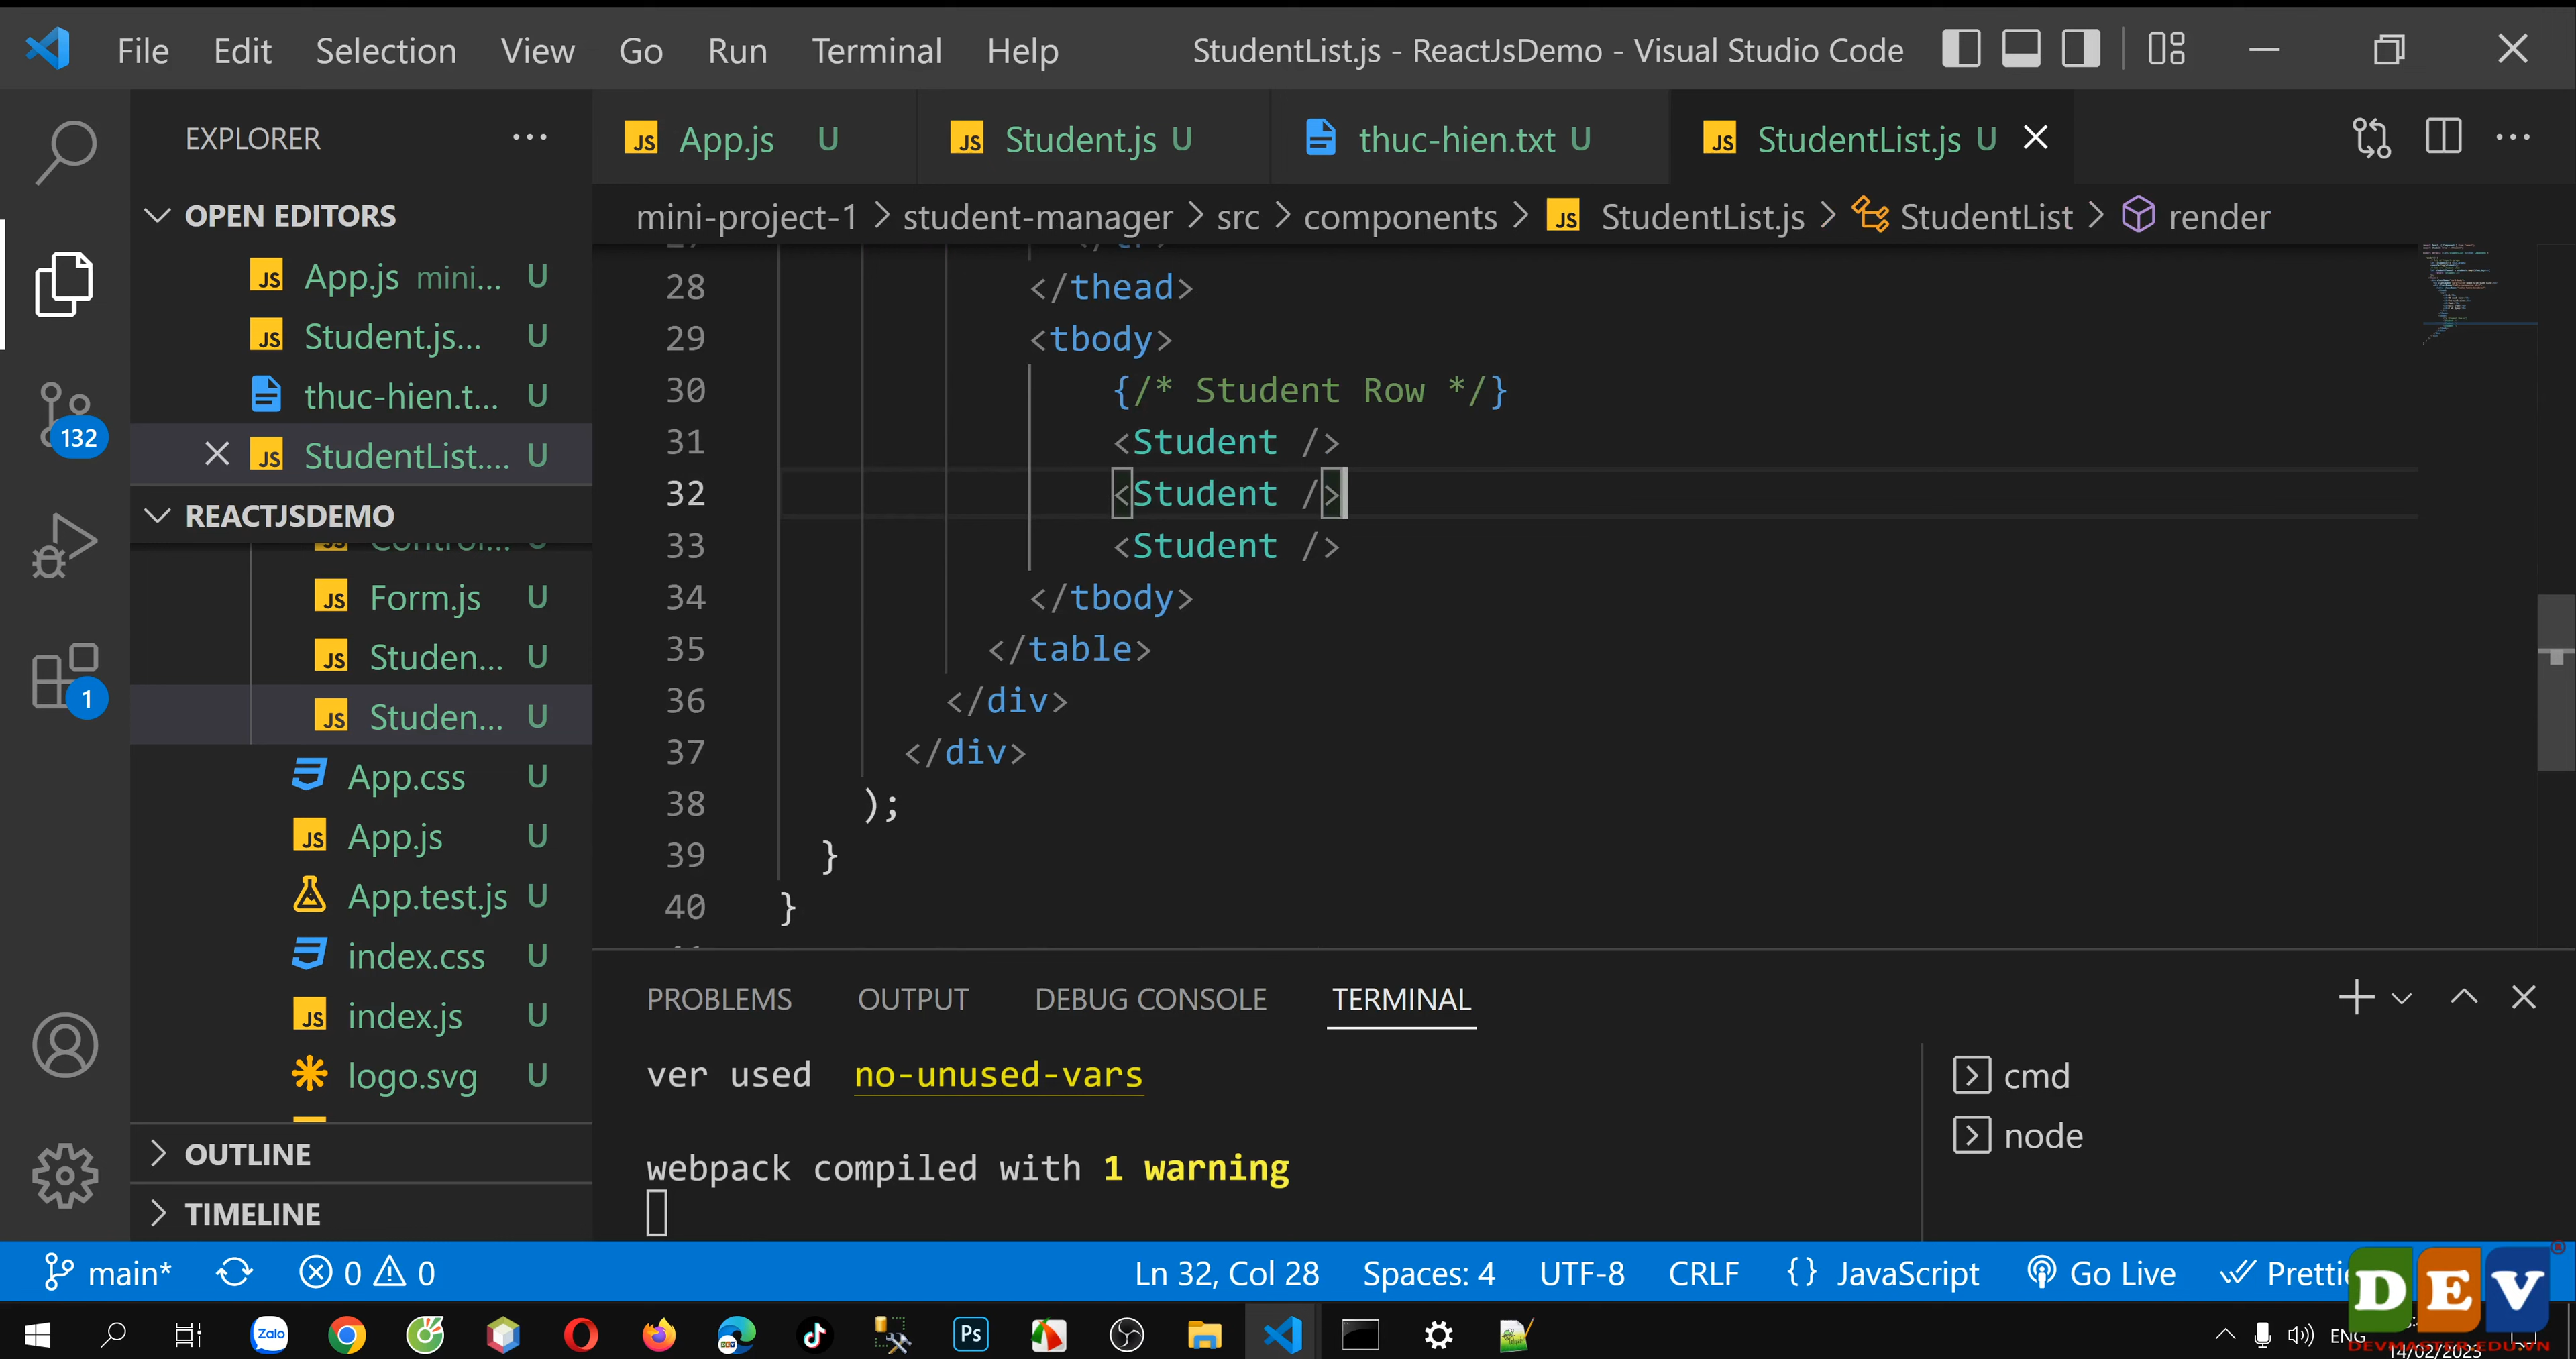 File Edit Selection View Go Run Terminal Help StudentList.js - ReactJsDemo - Visual Studio Code
EXPLORER
OPEN EDITORS
JS App.js mini... U
JS Student.js... U
thuc-hien.t... U
JS StudentList.... U
REACTJSDEMO
JS Form.js U
JS Studen... U
JS Studen... U
App.css U
JS App.js U
App.test.js U
index.css U
JS index.js U
logo.svg U
OUTLINE
TIMELINE
132
1
JS App.js U JS Student.js U thuc-hien.txt U JS StudentList.js U
mini-project-1 > student-manager > src > components > JS StudentList.js > StudentList > render
28 </thead>
29 <tbody>
30 {/* Student Row */}
31 <Student />
32 <Student />
33 <Student />
34 </tbody>
35 </table>
36 </div>
37 </div>
38 );
39 }
40 }
PROBLEMS OUTPUT DEBUG CONSOLE TERMINAL
ver used no-unused-vars
webpack compiled with 1 warning
cmd
node
main* 0 0 Ln 32, Col 28 Spaces: 4 UTF-8 CRLF {} JavaScript Go Live
DEV
Zalo Ps ENG
DEVMASTER.EDU.VN
14/02/2023